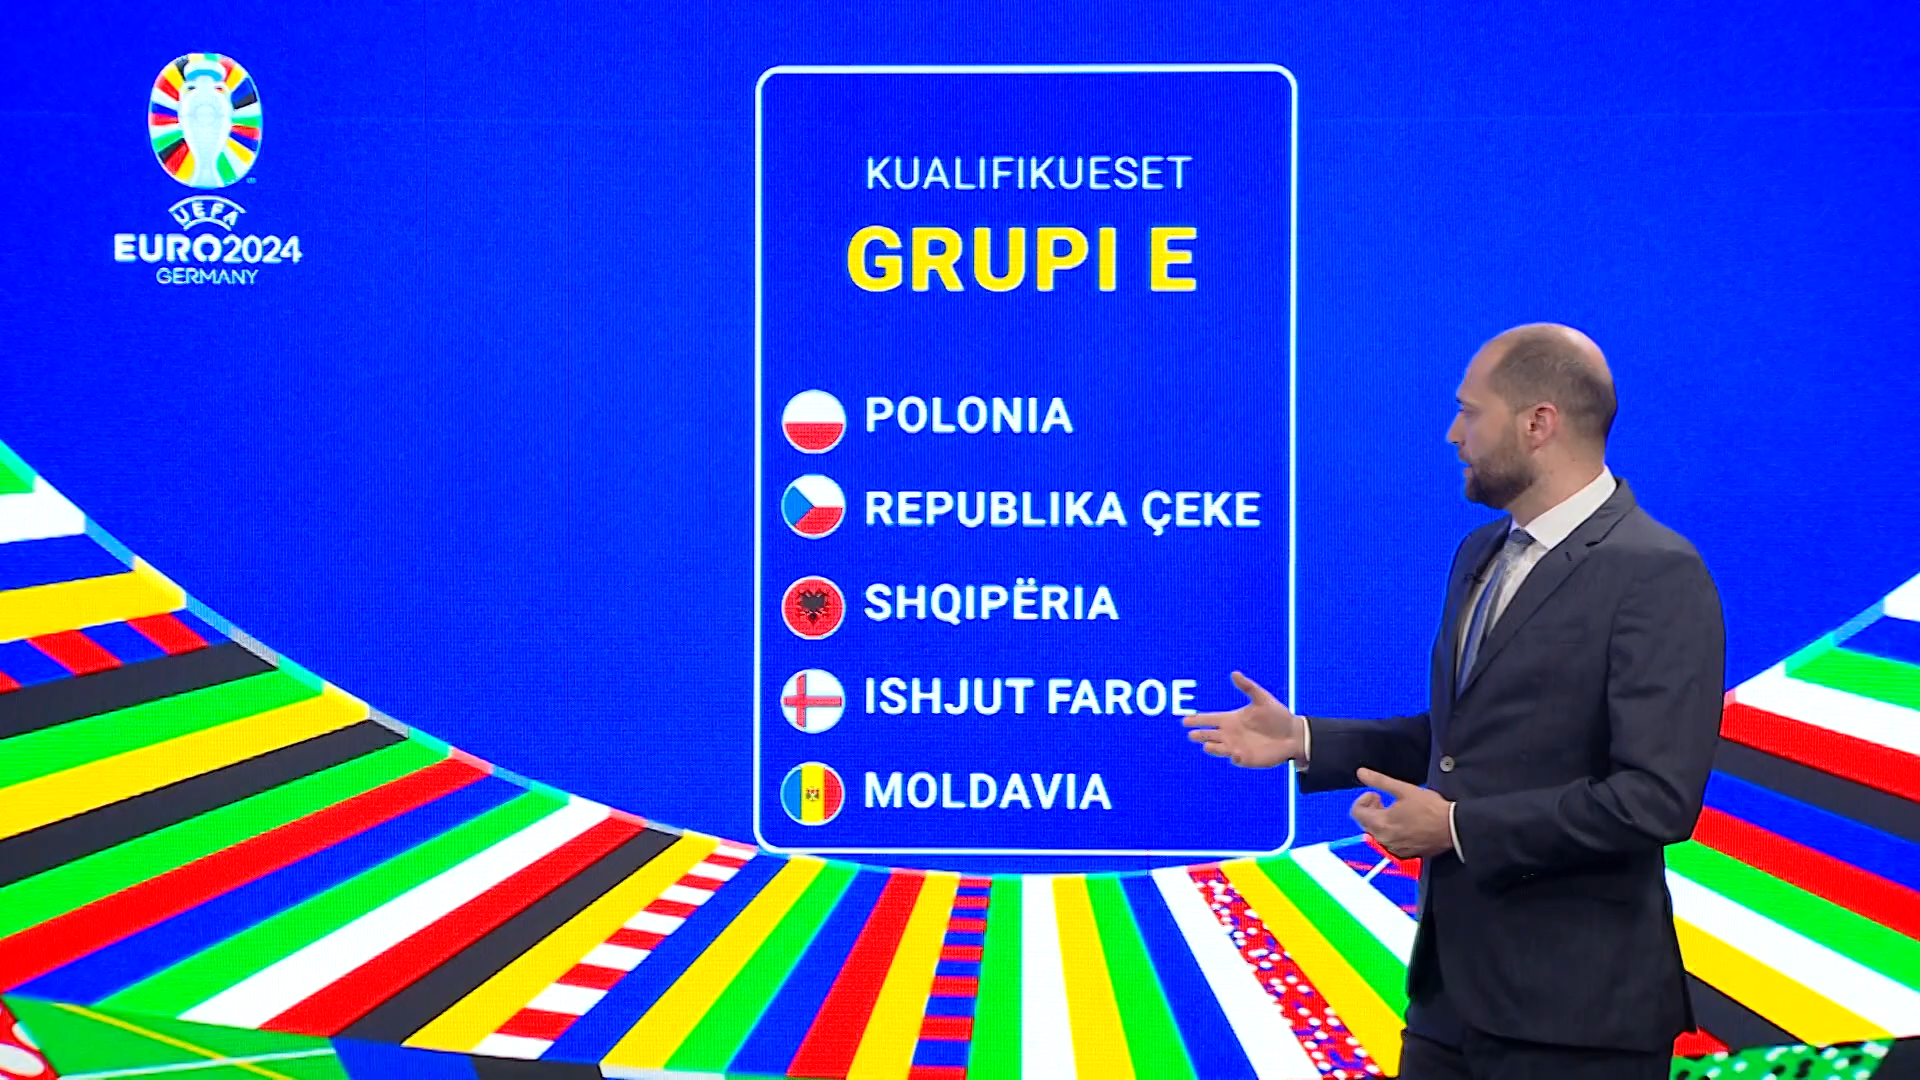 UEFA
EURO2024
GERMANY
KUALIFIKUESET
GRUPI E
POLONIA
REPUBLIKA ÇEKE
SHQIPËRIA
ISHJUT FAROE
MOLDAVIA